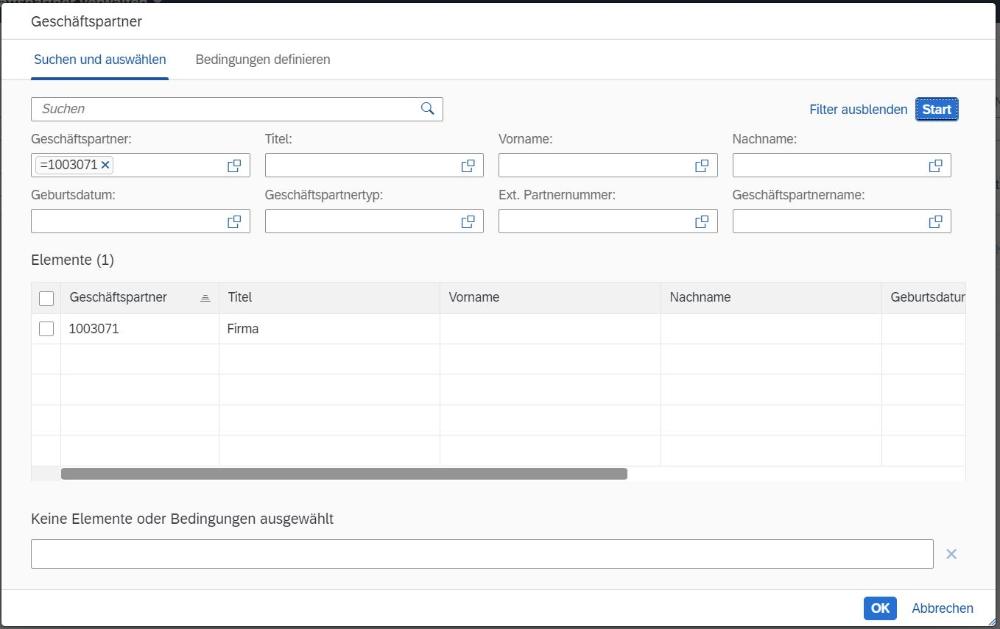 Geschäftspartner
Suchen und auswählen Bedingungen definieren
Suchen Filter ausblenden Start
Geschäftspartner: Titel: Vorname: Nachname:
=1003071
Geburtsdatum: Geschäftspartnertyp: Ext. Partnernummer: Geschäftspartnername:
Elemente (1)
Geschäftspartner Titel Vorname Nachname Geburtsdatur
1003071 Firma
Keine Elemente oder Bedingungen ausgewählt
OK Abbrechen